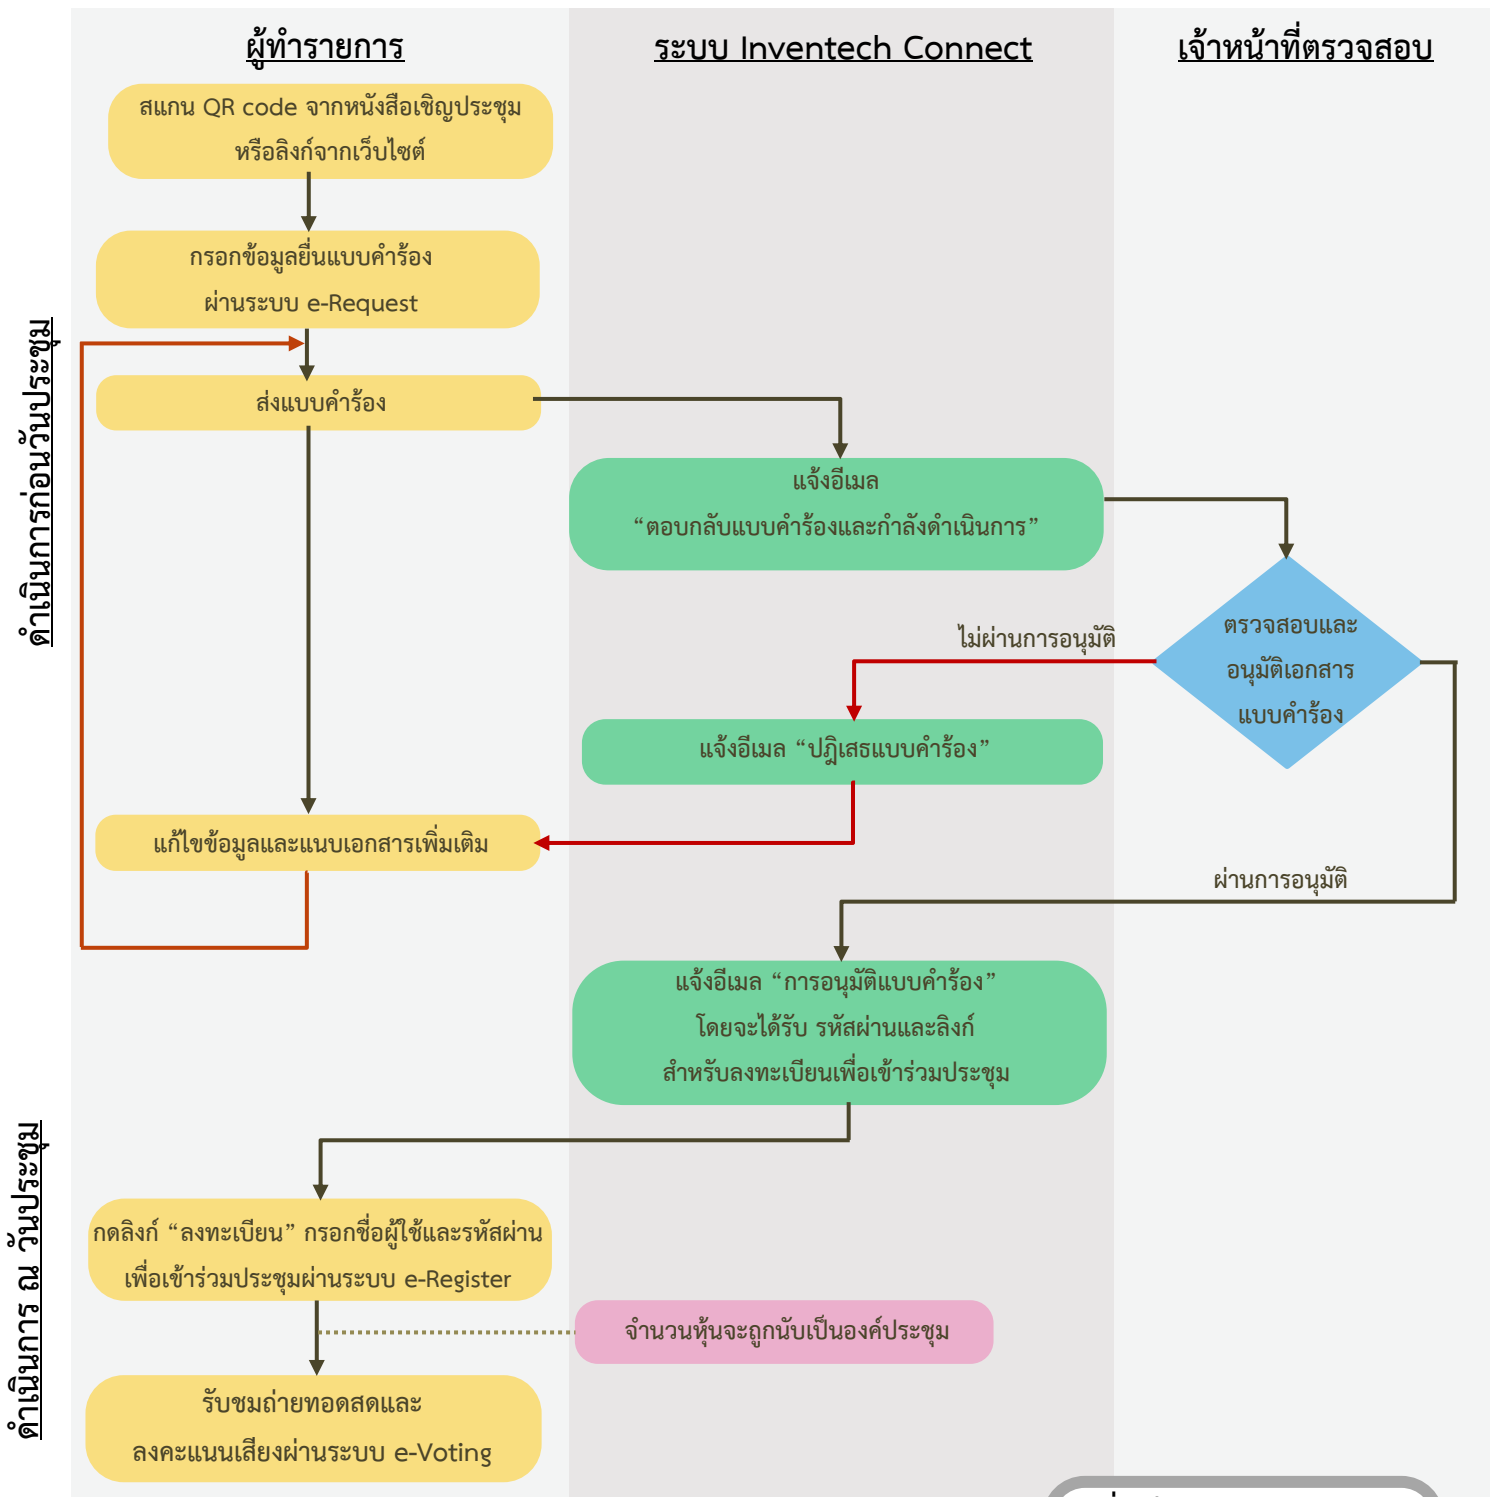 ผู้ทำรายการ
ระบบ Inventech Connect
เจ้าหน้าที่ตรวจสอบ
ดำเนินการก่อนวันประชุม
สแกน QR code จากหนังสือเชิญประชุม
หรือลิงก์จากเว็บไซต์
กรอกข้อมูลยื่นแบบคำร้อง
ผ่านระบบ e-Request
ส่งแบบคำร้อง
แจ้งอีเมล
“ตอบกลับแบบคำร้องและกำลังดำเนินการ”
ตรวจสอบและ
อนุมัติเอกสาร
แบบคำร้อง
ไม่ผ่านการอนุมัติ
แจ้งอีเมล “ปฎิเสธแบบคำร้อง”
แก้ไขข้อมูลและแนบเอกสารเพิ่มเติม
ผ่านการอนุมัติ
แจ้งอีเมล “การอนุมัติแบบคำร้อง”
โดยจะได้รับ รหัสผ่านและลิงก์
สำหรับลงทะเบียนเพื่อเข้าร่วมประชุม
ดำเนินการ ณ วันประชุม
กดลิงก์ “ลงทะเบียน” กรอกชื่อผู้ใช้และรหัสผ่าน
เพื่อเข้าร่วมประชุมผ่านระบบ e-Register
จำนวนหุ้นจะถูกนับเป็นองค์ประชุม
รับชมถ่ายทอดสดและ
ลงคะแนนเสียงผ่านระบบ e-Voting